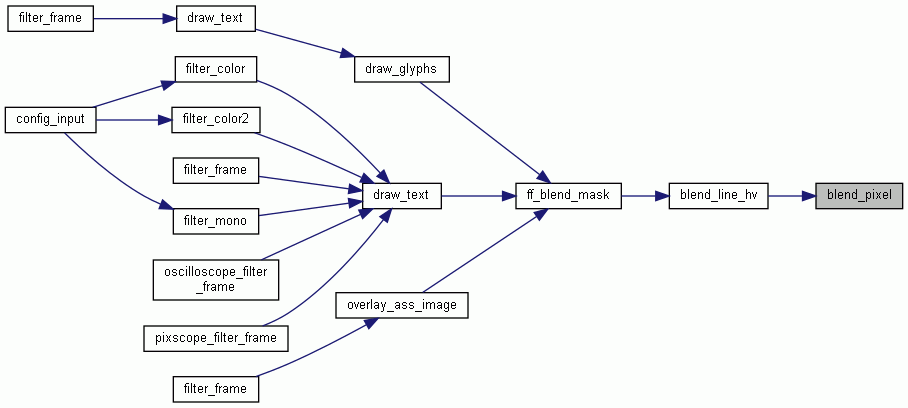 filter_frame
draw_text
draw_glyphs
filter_color
config_input
filter_color2
filter_frame
draw_text
ff_blend_mask
blend_line_hv
blend_pixel
filter_mono
oscilloscope_filter
_frame
overlay_ass_image
pixscope_filter_frame
filter_frame